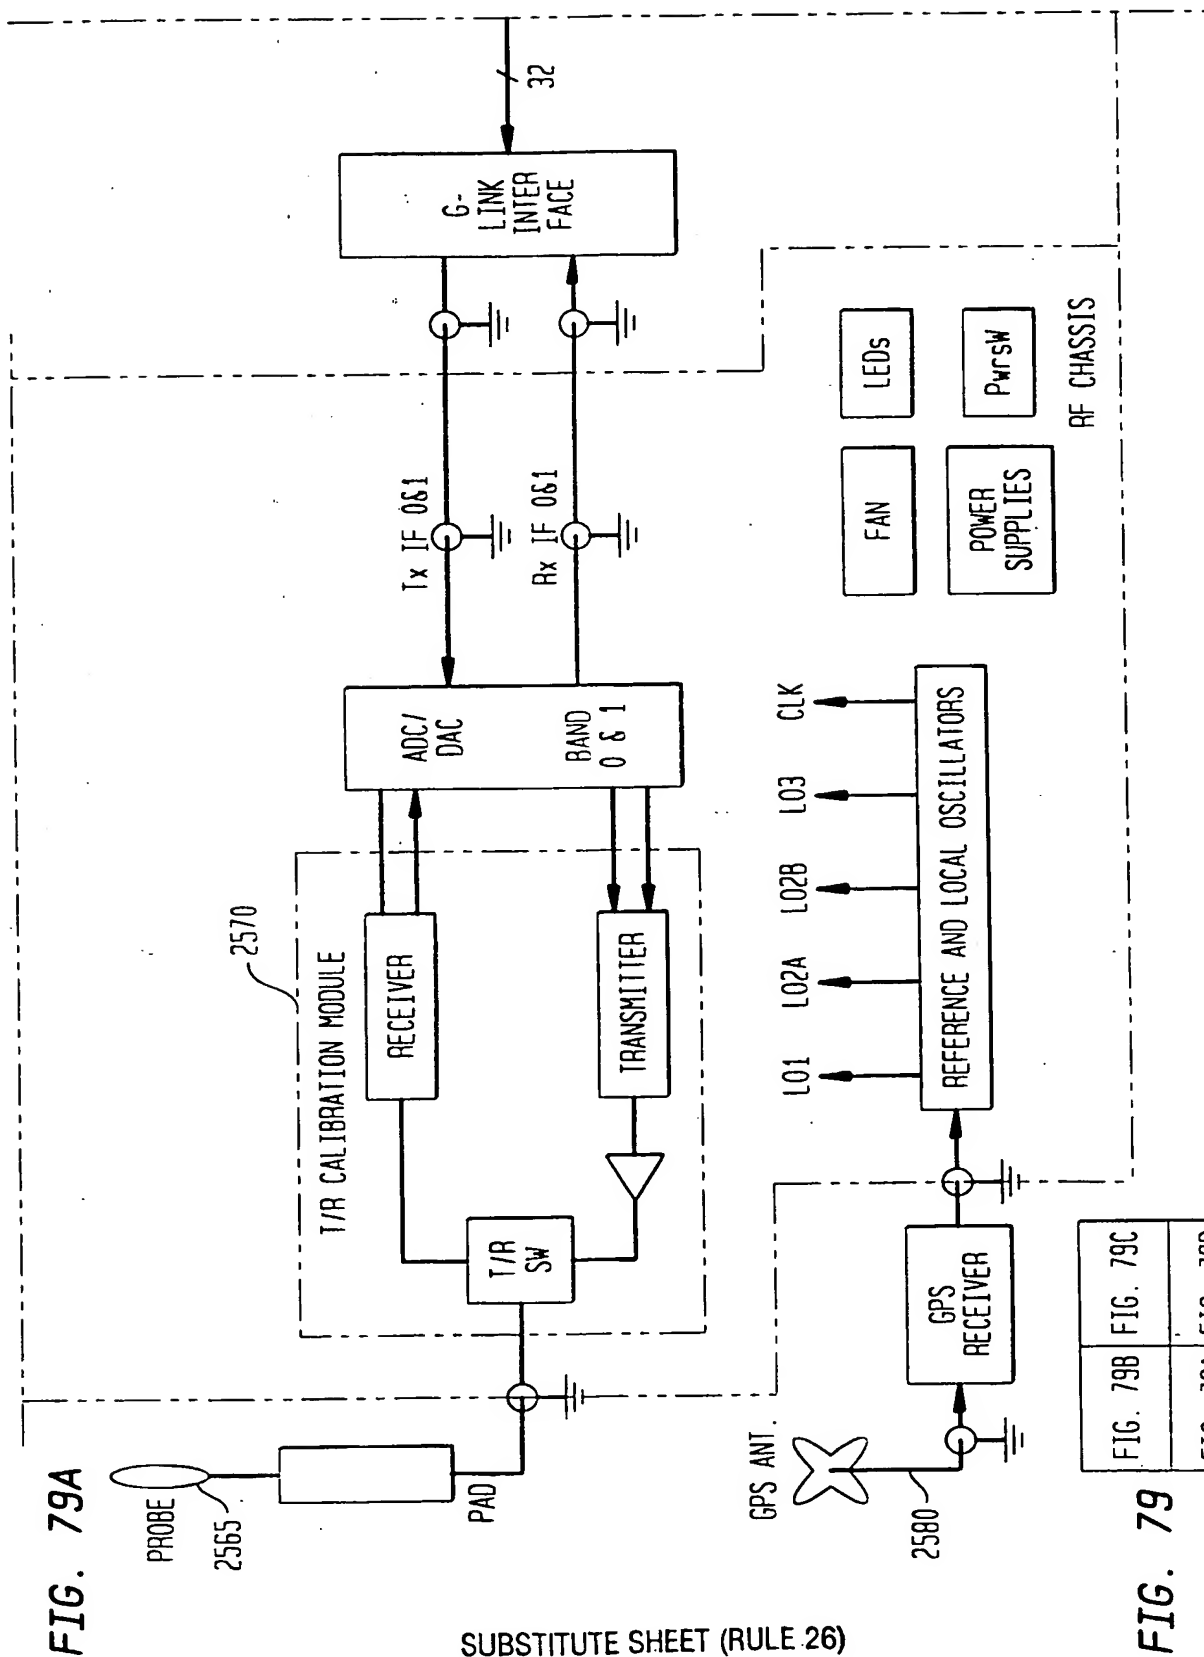 FIG. 79A
PROBE
2565
PAD
2570
T/R CALIBRATION MODULE
T/R
SW
RECEIVER
TRANSMITTER
ADC/
DAC
BAND
0 & 1
Tx IF 0&1
Rx IF 0&1
G-
LINK
INTER
FACE
32
GPS ANT.
2580
GPS
RECEIVER
REFERENCE AND LOCAL OSCILLATORS
LO1
LO2A
LO2B
LO3
CLK
FAN
LEDs
POWER
SUPPLIES
PwrsW
RF CHASSIS
FIG. 79
FIG. 79B
FIG. 79C
SUBSTITUTE SHEET (RULE 26)